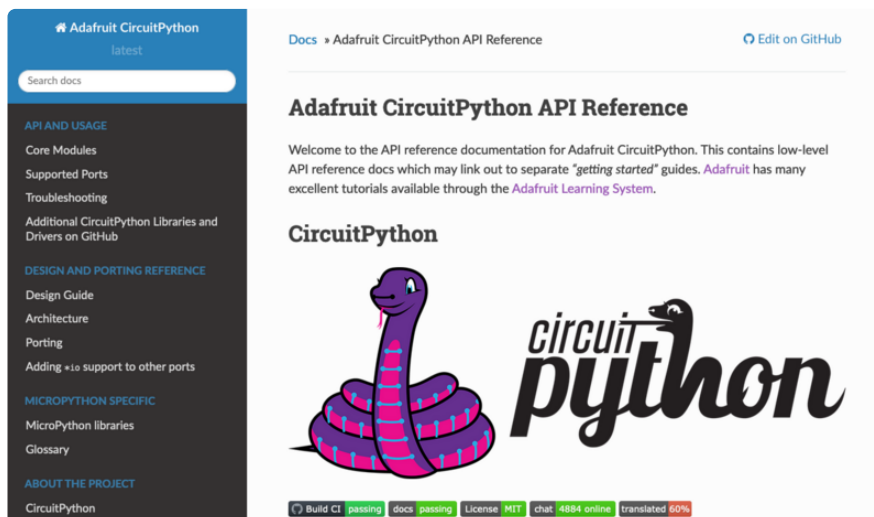 Adafruit CircuitPython
latest
Search docs
API AND USAGE
Core Modules
Supported Ports
Troubleshooting
Additional CircuitPython Libraries and
Drivers on GitHub
DESIGN AND PORTING REFERENCE
Design Guide
Architecture
Porting
Adding *io support to other ports
MICROPYTHON SPECIFIC
MicroPython libraries
Glossary
ABOUT THE PROJECT
CircuitPython
Docs » Adafruit CircuitPython API Reference
Edit on GitHub
Adafruit CircuitPython API Reference
Welcome to the API reference documentation for Adafruit CircuitPython. This contains low-level
API reference docs which may link out to separate “getting started” guides. Adafruit has many
excellent tutorials available through the Adafruit Learning System.
CircuitPython
circuit
python
Build CI passing docs passing License MIT chat 4884 online translated 60%